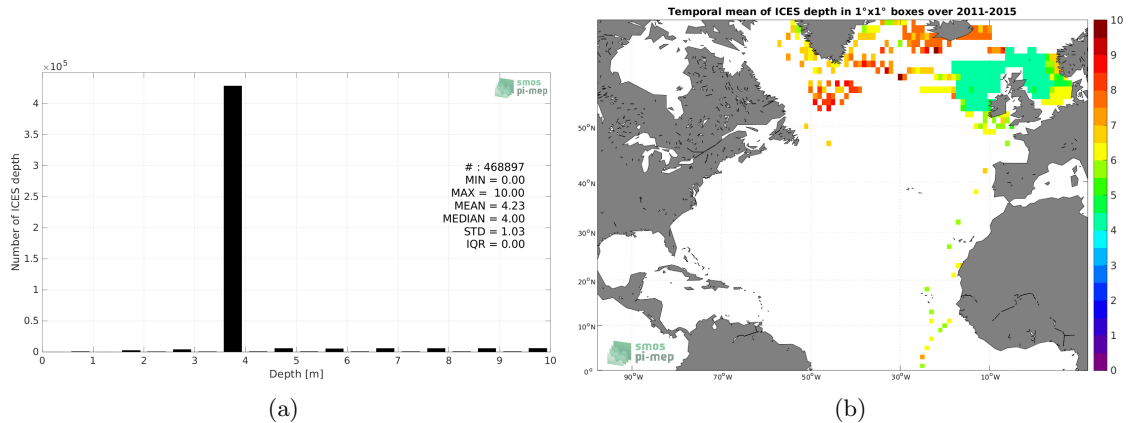 ×10⁵
4.5
4
3.5
3
2.5
2
1.5
1
0.5
0
Number of ICES depth
smos
pi-mep
# : 468897
MIN = 0.00
MAX = 10.00
MEAN = 4.23
MEDIAN = 4.00
STD = 1.03
IQR = 0.00
0 1 2 3 4 5 6 7 8 9 10
Depth [m]
(a)
Temporal mean of ICES depth in 1°x1° boxes over 2011-2015
50°N
40°N
30°N
20°N
10°N
0°
90°W 70°W 50°W 30°W 10°W
smos
pi-mep
10
9
8
7
6
5
4
3
2
1
0
(b)